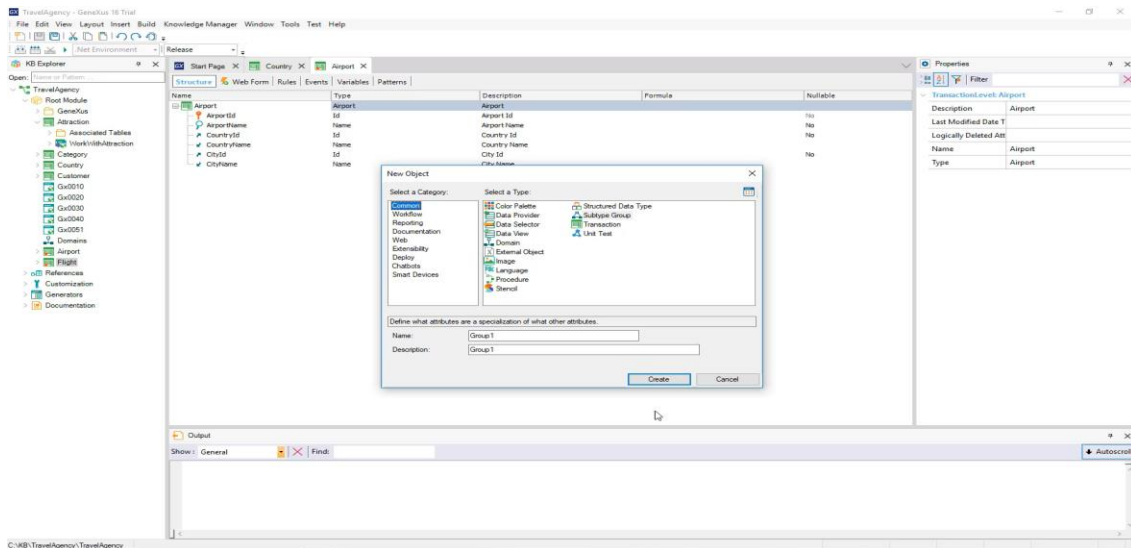 TravelAgency - GeneXus 16 Trial
File Edit View Layout Insert Build Knowledge Manager Window Tools Test Help
.Net Environment Release
KB Explorer
Open: Name or Pattern...
TravelAgency
Root Module
GeneXus
Attraction
Associated Tables
WorkWithAttraction
Category
Country
Customer
Gx0010
Gx0020
Gx0030
Gx0040
Gx0051
Domains
Airport
Flight
References
Customization
Generators
Documentation
Start Page Country Airport
Structure Web Form Rules Events Variables Patterns
Name Type Description Formula Nullable
Airport Airport Airport
AirportId Id Airport Id No
AirportName Name Airport Name No
CountryId Id Country Id No
CountryName Name Country Name
CityId Id City Id No
CityName Name City Name
New Object
Select a Category: Select a Type:
Common
Workflow
Reporting
Documentation
Web
Extensibility
Deploy
Chatbots
Smart Devices
Color Palette
Data Provider
Data Selector
Data View
Domain
External Object
Image
Language
Procedure
Stencil
Structured Data Type
Subtype Group
Transaction
Unit Test
Define what attributes are a specialization of what other attributes.
Name: Group1
Description: Group1
Create Cancel
Properties
Filter
TransactionLevel: Airport
Description Airport
Last Modified Date T
Logically Deleted Att
Name Airport
Type Airport
Output
Show: General Find:
Autoscroll
C:\KB\TravelAgency\TravelAgency